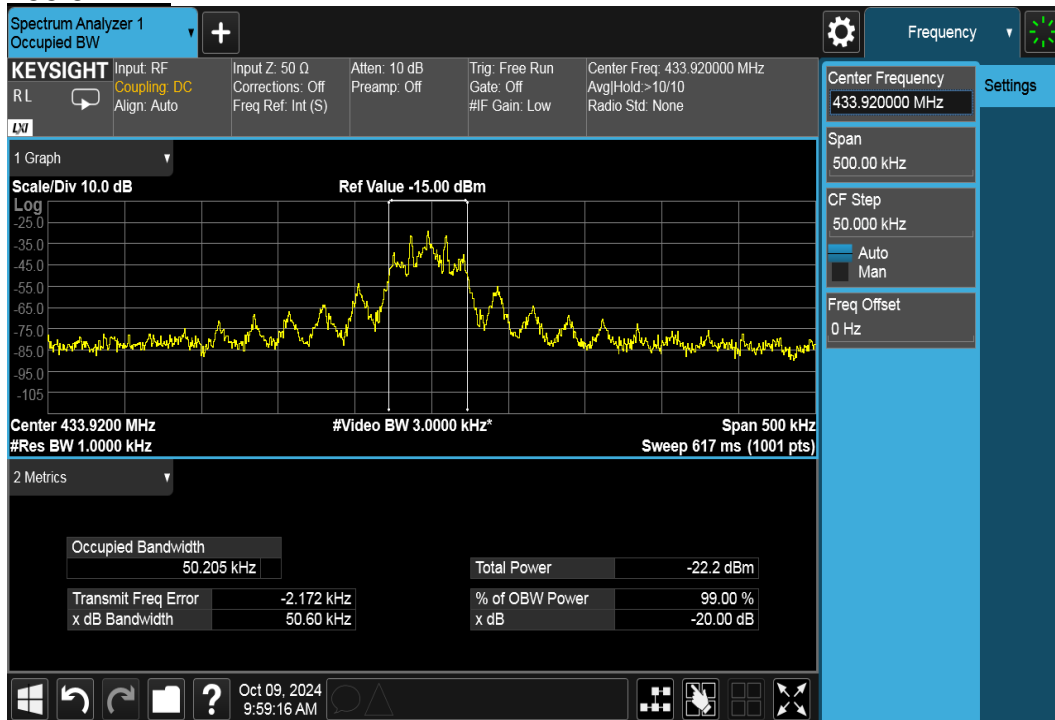 Spectrum Analyzer 1
Occupied BW
+
Frequency
KEYSIGHT
R L
LXI
Input: RF
Coupling: DC
Align: Auto
Input Z: 50 Ω
Corrections: Off
Freq Ref: Int (S)
Atten: 10 dB
Preamp: Off
Trig: Free Run
Gate: Off
#IF Gain: Low
Center Freq: 433.920000 MHz
Avg|Hold:>10/10
Radio Std: None
Center Frequency
433.920000 MHz
Settings
Span
500.00 kHz
CF Step
50.000 kHz
Auto
Man
Freq Offset
0 Hz
1 Graph
Scale/Div 10.0 dB
Ref Value -15.00 dBm
Log
-25.0
-35.0
-45.0
-55.0
-65.0
-75.0
-85.0
-95.0
-105
Center 433.9200 MHz
#Video BW 3.0000 kHz*
Span 500 kHz
#Res BW 1.0000 kHz
Sweep 617 ms (1001 pts)
2 Metrics
Occupied Bandwidth
50.205 kHz
Total Power -22.2 dBm
Transmit Freq Error -2.172 kHz
% of OBW Power 99.00 %
x dB Bandwidth 50.60 kHz
x dB -20.00 dB
?
Oct 09, 2024
9:59:16 AM